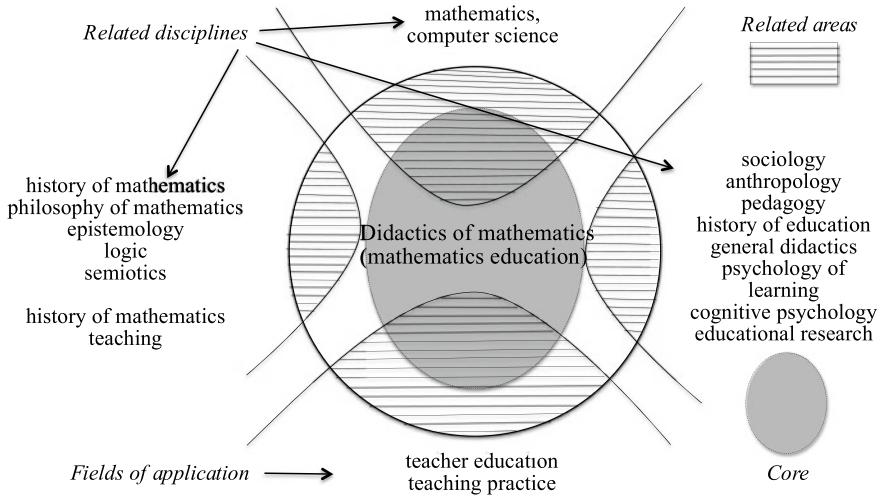 Related disciplines
mathematics,
computer science
Related areas
history of mathematics
philosophy of mathematics
epistemology
logic
semiotics
history of mathematics
teaching
Didactics of mathematics
(mathematics education)
sociology
anthropology
pedagogy
history of education
general didactics
psychology of
learning
cognitive psychology
educational research
Fields of application
teacher education
teaching practice
Core